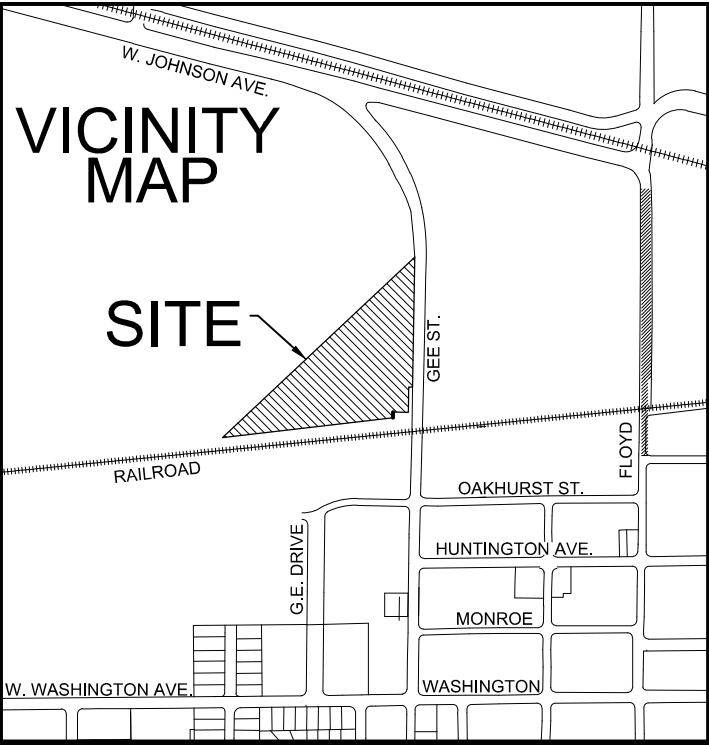 W. JOHNSON AVE.
VICINITY
MAP
SITE
GEE ST.
FLOYD
RAILROAD
OAKHURST ST.
G.E. DRIVE
HUNTINGTON AVE.
MONROE
W. WASHINGTON AVE.
WASHINGTON